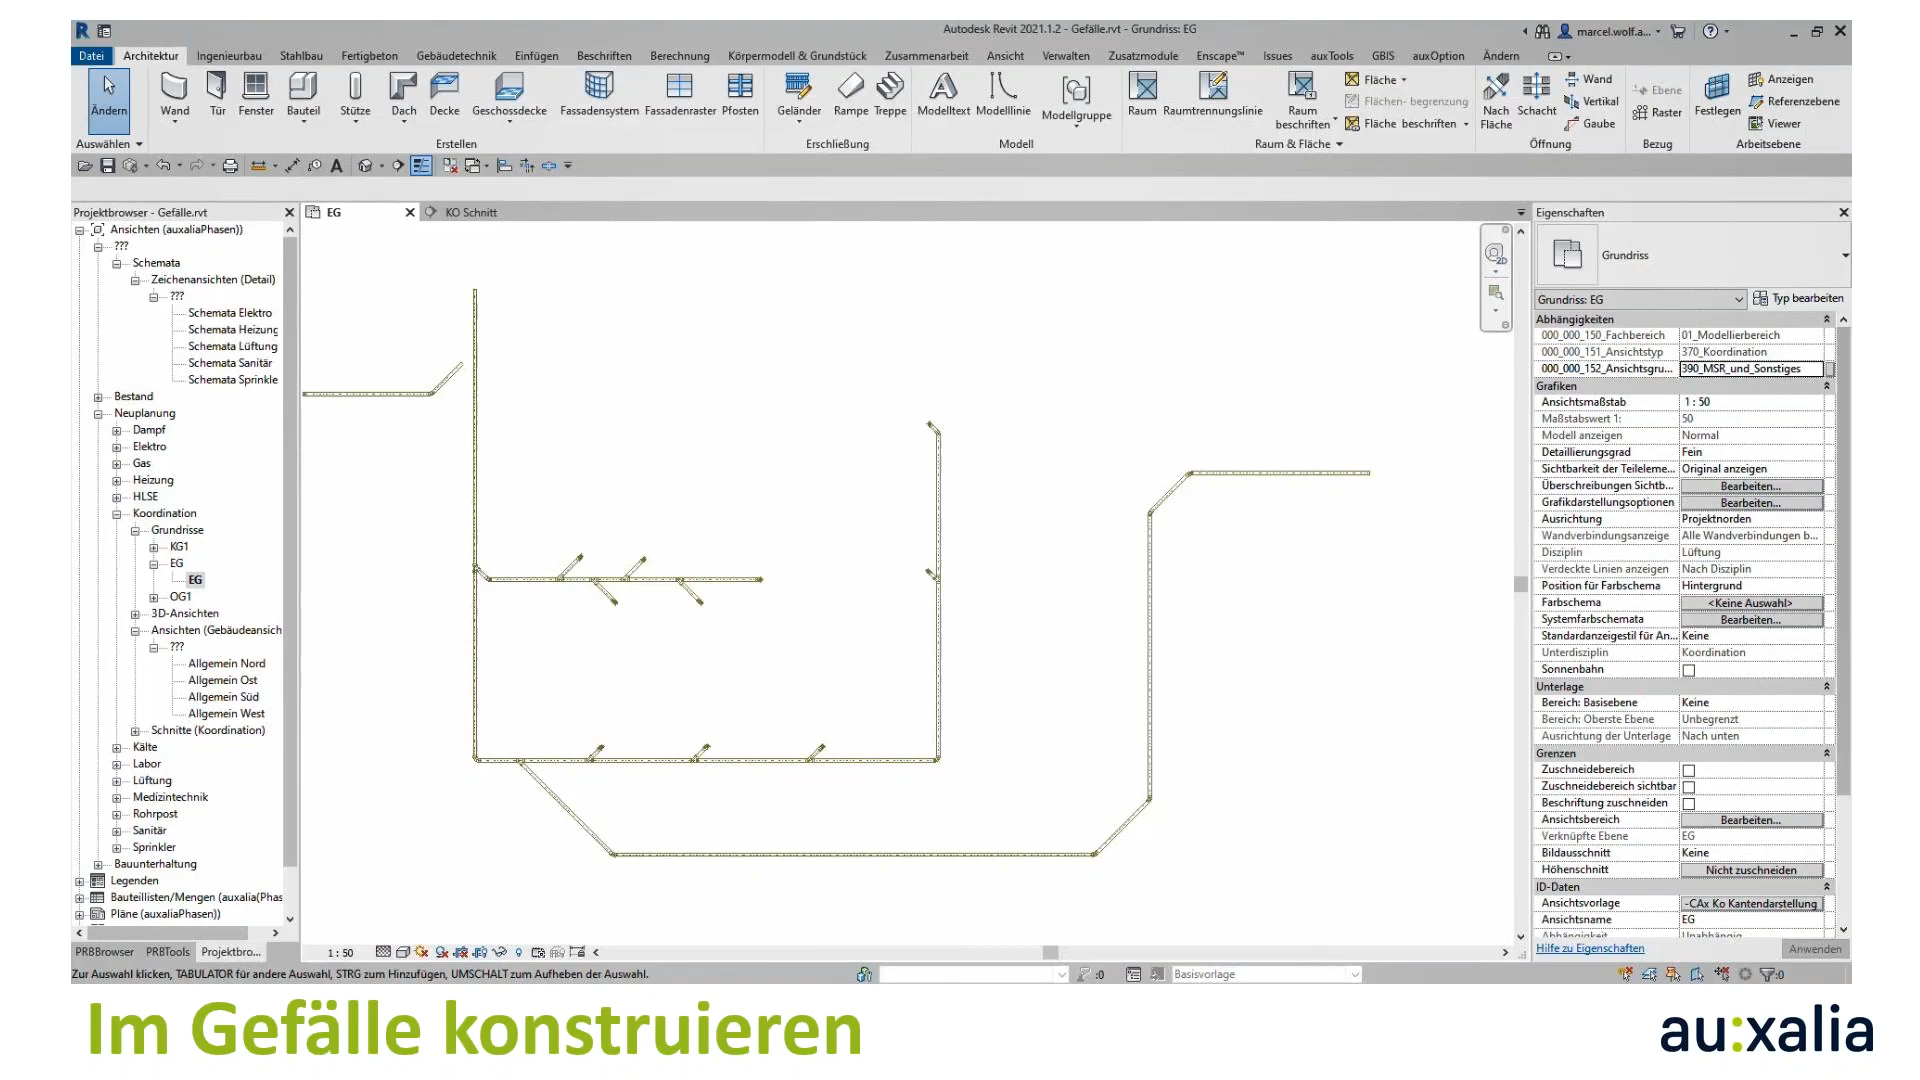 Autodesk Revit 2021.1.2 - Gefälle.rvt - Grundriss: EG
marcel.wolf.a...
Datei Architektur Ingenieurbau Stahlbau Fertigbeton Gebäudetechnik Einfügen Beschriften Berechnung Körpermodell & Grundstück Zusammenarbeit Ansicht Verwalten Zusatzmodule Enscape™ Issues auxTools GBIS auxOption Ändern
Ändern Wand Tür Fenster Bauteil Stütze Dach Decke Geschossdecke Fassadensystem Fassadenraster Pfosten Geländer Rampe Treppe Modelltext Modelllinie Modellgruppe Raum Raumtrennungslinie Raum beschriften
Fläche
Flächen- begrenzung
Fläche beschriften
Nach Fläche Schacht
Wand
Vertikal
Gaube
Ebene
Raster
Festlegen
Anzeigen
Referenzebene
Viewer
Auswählen Erstellen Erschließung Modell Raum & Fläche Öffnung Bezug Arbeitsebene
Projektbrowser - Gefälle.rvt
EG
KO Schnitt
Eigenschaften
Ansichten (auxaliaPhasen))
???
Schemata
Zeichenansichten (Detail)
???
Schemata Elektro
Schemata Heizung
Schemata Lüftung
Schemata Sanitär
Schemata Sprinkle
Bestand
Neuplanung
Dampf
Elektro
Gas
Heizung
HLSE
Koordination
Grundrisse
KG1
EG
EG
OG1
3D-Ansichten
Ansichten (Gebäudeansich
???
Allgemein Nord
Allgemein Ost
Allgemein Süd
Allgemein West
Schnitte (Koordination)
Kälte
Labor
Lüftung
Medizintechnik
Rohrpost
Sanitär
Sprinkler
Bauunterhaltung
Legenden
Bauteillisten/Mengen (auxalia(Phas
Pläne (auxaliaPhasen))
PRBBrowser PRBTools Projektbro...
2D
Grundriss
Grundriss: EG
Typ bearbeiten
Abhängigkeiten
000_000_150_Fachbereich 01_Modellierbereich
000_000_151_Ansichtstyp 370_Koordination
000_000_152_Ansichtsgru... 390_MSR_und_Sonstiges
Grafiken
Ansichtsmaßstab 1 : 50
Maßstabswert 1: 50
Modell anzeigen Normal
Detaillierungsgrad Fein
Sichtbarkeit der Teileleme... Original anzeigen
Überschreibungen Sichtb... Bearbeiten...
Grafikdarstellungsoptionen Bearbeiten...
Ausrichtung Projektnorden
Wandverbindungsanzeige Alle Wandverbindungen b...
Disziplin Lüftung
Verdeckte Linien anzeigen Nach Disziplin
Position für Farbschema Hintergrund
Farbschema <Keine Auswahl>
Systemfarbschemata Bearbeiten...
Standardanzeigestil für An... Keine
Unterdisziplin Koordination
Sonnenbahn
Unterlage
Bereich: Basisebene Keine
Bereich: Oberste Ebene Unbegrenzt
Ausrichtung der Unterlage Nach unten
Grenzen
Zuschneidebereich
Zuschneidebereich sichtbar
Beschriftung zuschneiden
Ansichtsbereich Bearbeiten...
Verknüpfte Ebene EG
Bildausschnitt Keine
Höhenschnitt Nicht zuschneiden
ID-Daten
Ansichtsvorlage -CAx Ko Kantendarstellung
Ansichtsname EG
Abhängigkeit Unabhängig
Hilfe zu Eigenschaften
Anwenden
1 : 50
Zur Auswahl klicken, TABULATOR für andere Auswahl, STRG zum Hinzufügen, UMSCHALT zum Aufheben der Auswahl.
:0
Basisvorlage
:0
Im Gefälle konstruieren
au:xalia